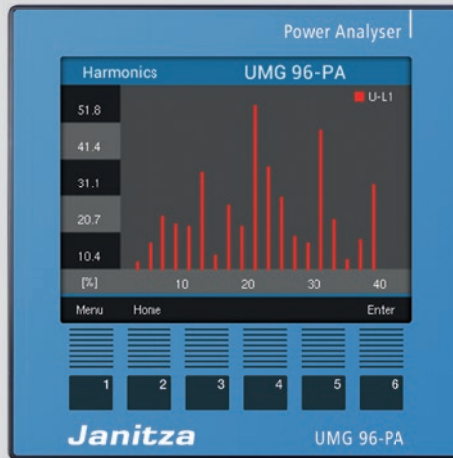 Power Analyser
Harmonics UMG 96-PA
U-L1
51.8
41.4
31.1
20.7
10.4
[%] 10 20 30 40
Menu Home Enter
1 2 3 4 5 6
Janitza UMG 96-PA